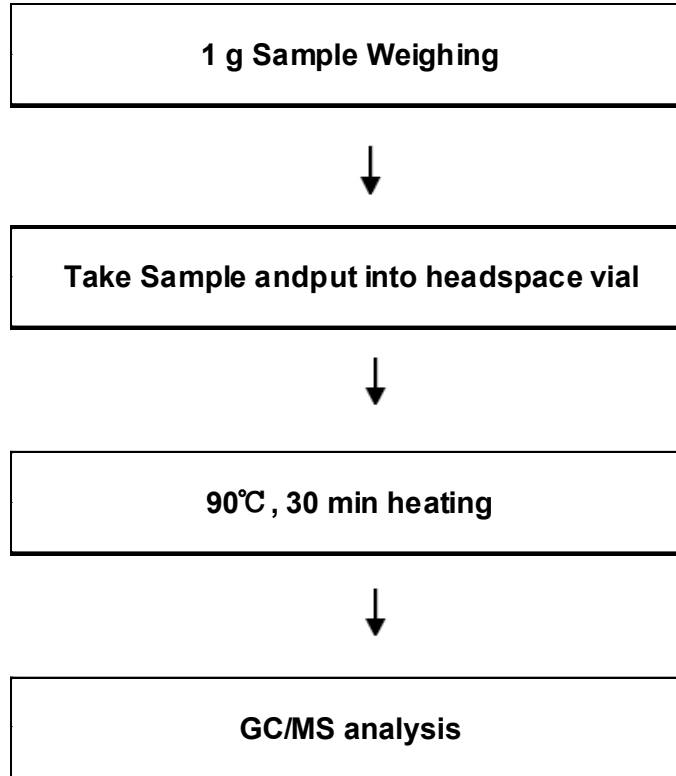 1 g Sample Weighing
Take Sample andput into headspace vial
90℃, 30 min heating
GC/MS analysis